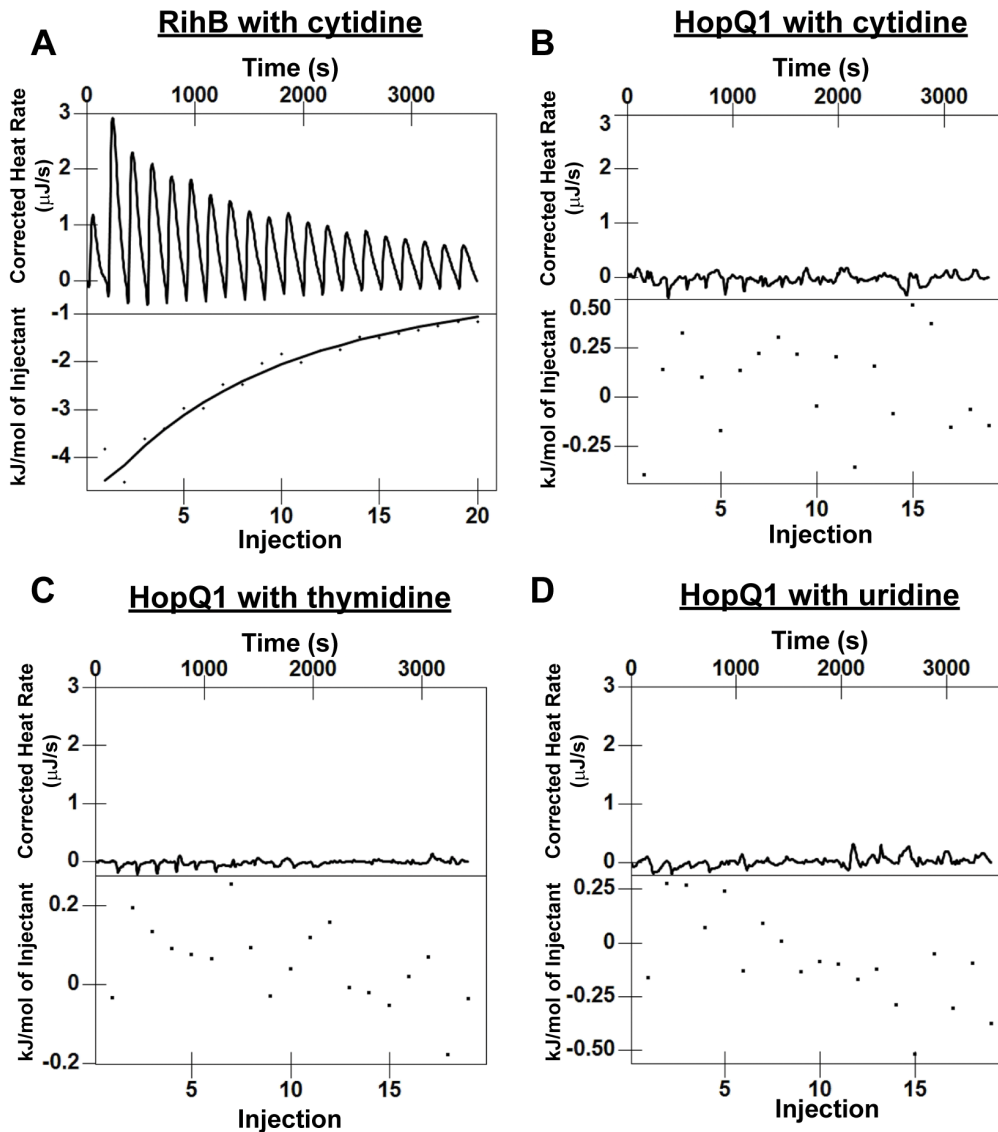 A
RihB with cytidine
Time (s)
0 1000 2000 3000
Corrected Heat Rate
(μJ/s)
3
2
1
0
kJ/mol of Injectant
-1
-2
-3
-4
5 10 15 20
Injection
B
HopQ1 with cytidine
Time (s)
0 1000 2000 3000
Corrected Heat Rate
(μJ/s)
3
2
1
0
kJ/mol of Injectant
0.50
0.25
0
-0.25
5 10 15
Injection
C
HopQ1 with thymidine
Time (s)
0 1000 2000 3000
Corrected Heat Rate
(μJ/s)
3
2
1
0
kJ/mol of Injectant
0.2
0
-0.2
5 10 15
Injection
D
HopQ1 with uridine
Time (s)
0 1000 2000 3000
Corrected Heat Rate
(μJ/s)
3
2
1
0
kJ/mol of Injectant
0.25
0
-0.25
-0.50
5 10 15
Injection